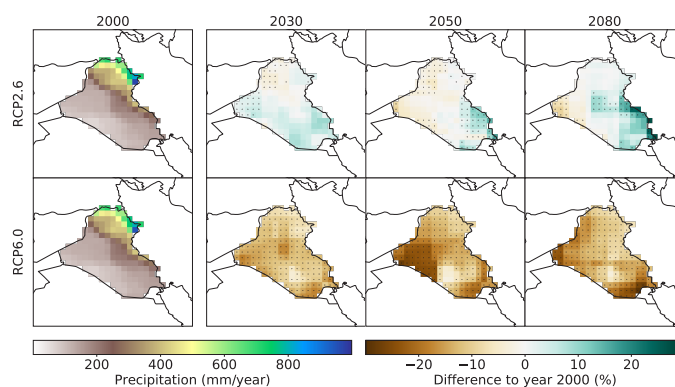 2000 2030 2050 2080
RCP2.6
RCP6.0
200 400 600 800
Precipitation (mm/year)
−20 −10 0 10 20
Difference to year 2000 (%)